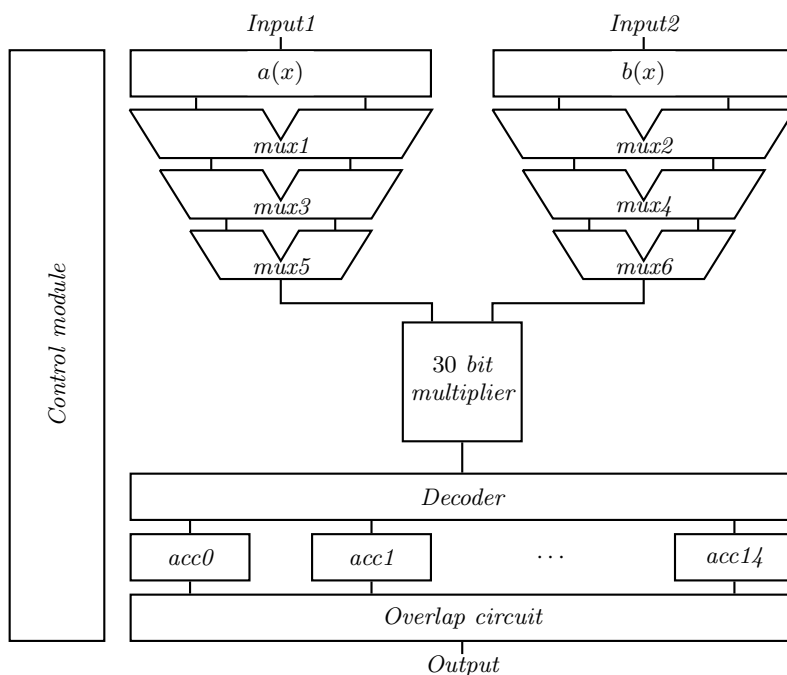 Input1
Input2
a(x)
b(x)
mux1
mux2
mux3
mux4
mux5
mux6
Control module
30 bit
multiplier
Decoder
acc0
acc1
...
acc14
Overlap circuit
Output